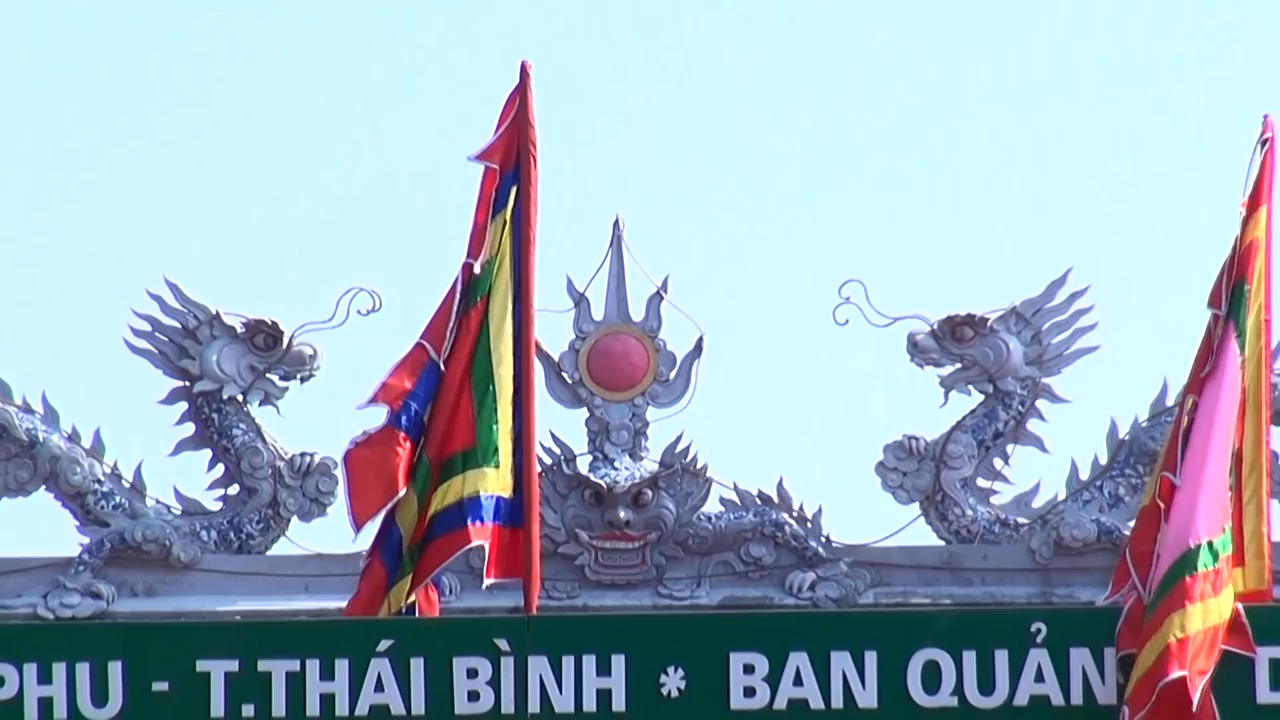 PHU - T.THÁI BÌNH * BAN QUẢN